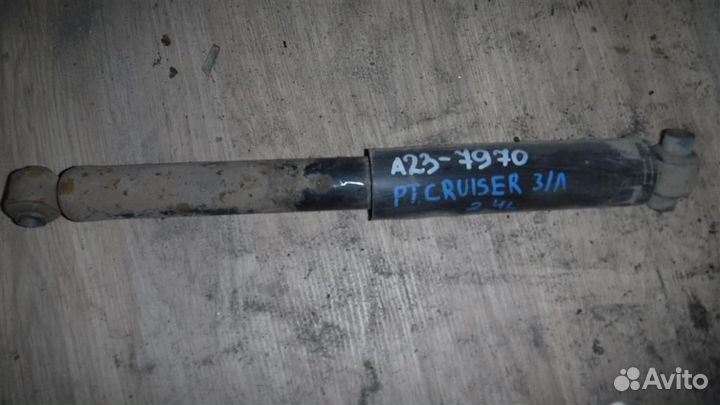 A23-7970
PT.CRUISER З/Л
2.4L
Avito